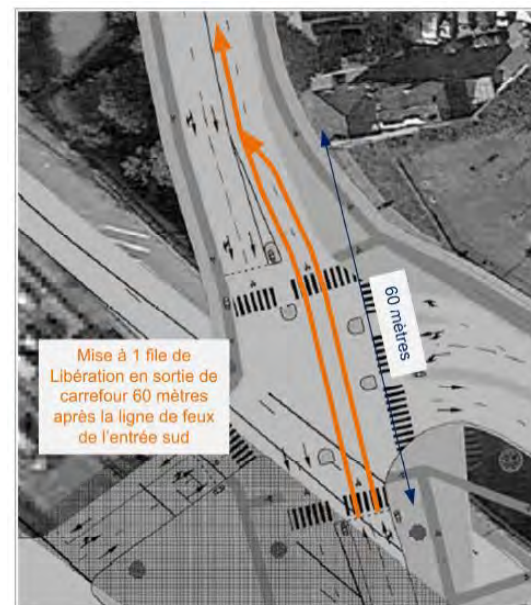 60 mètres
Mise à 1 file de
Libération en sortie de
carrefour 60 mètres
après la ligne de feux
de l'entrée sud